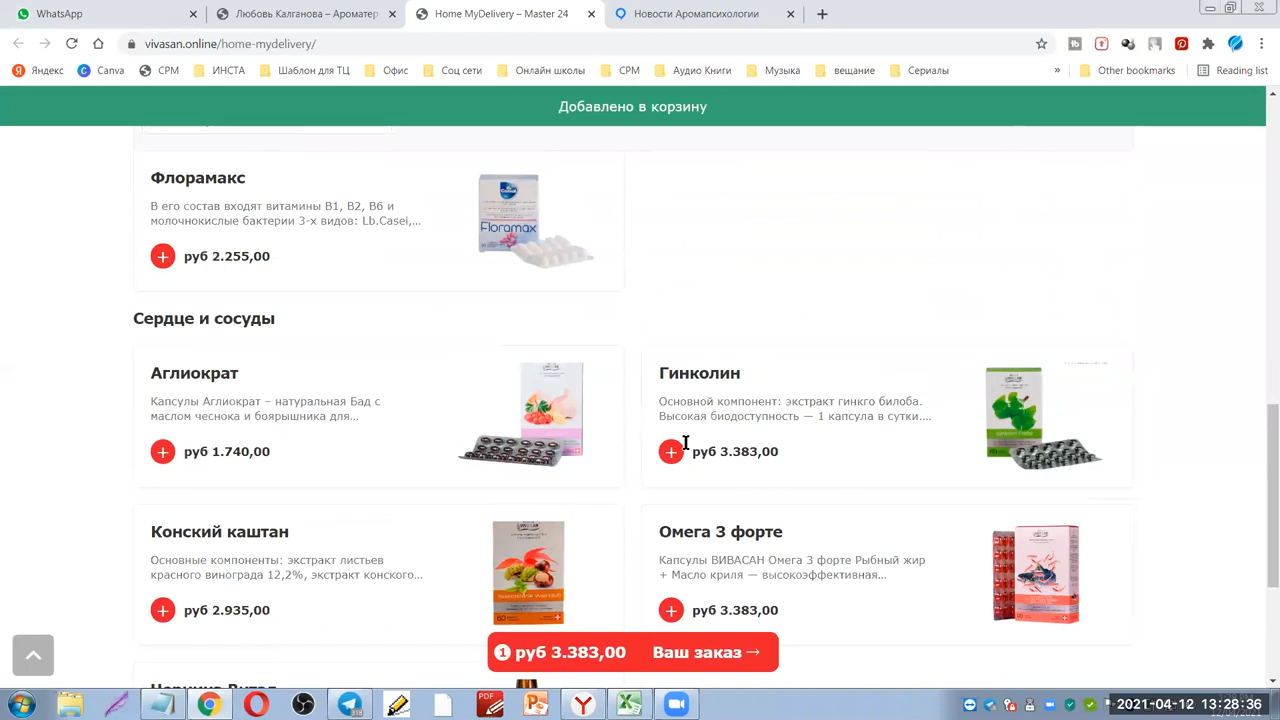 WhatsApp
Любовь Калганова – Ароматер
Home MyDelivery – Master 24
Новости Аромапсихологии
vivasan.online/home-mydelivery/
Яндекс
Canva
СРМ
ИНСТА
Шаблон для ТЦ
Офис
Соц сети
Онлайн школы
СРМ
Аудио Книги
Музыка
вещание
Сериалы
»
Other bookmarks
Reading list
Добавлено в корзину
Флорамакс
В его состав входят витамины В1, В2, В6 и
молочнокислые бактерии 3-х видов: Lb.Casei,...
руб 2.255,00
Floramax
Сердце и сосуды
Аглиократ
Капсулы Аглиократ – натуральная Бад с
маслом чеснока и боярышника для...
руб 1.740,00
Гинколин
Основной компонент: экстракт гинкго билоба.
Высокая биодоступность — 1 капсула в сутки....
руб 3.383,00
Конский каштан
Основные компоненты: экстракт листьев
красного винограда 12,2%, экстракт конского...
руб 2.935,00
Омега 3 форте
Капсулы ВИВАСАН Омега 3 форте Рыбный жир
+ Масло криля — высокоэффективная...
руб 3.383,00
1 руб 3.383,00 Ваш заказ →
PDF
2021-04-12 13:28:36